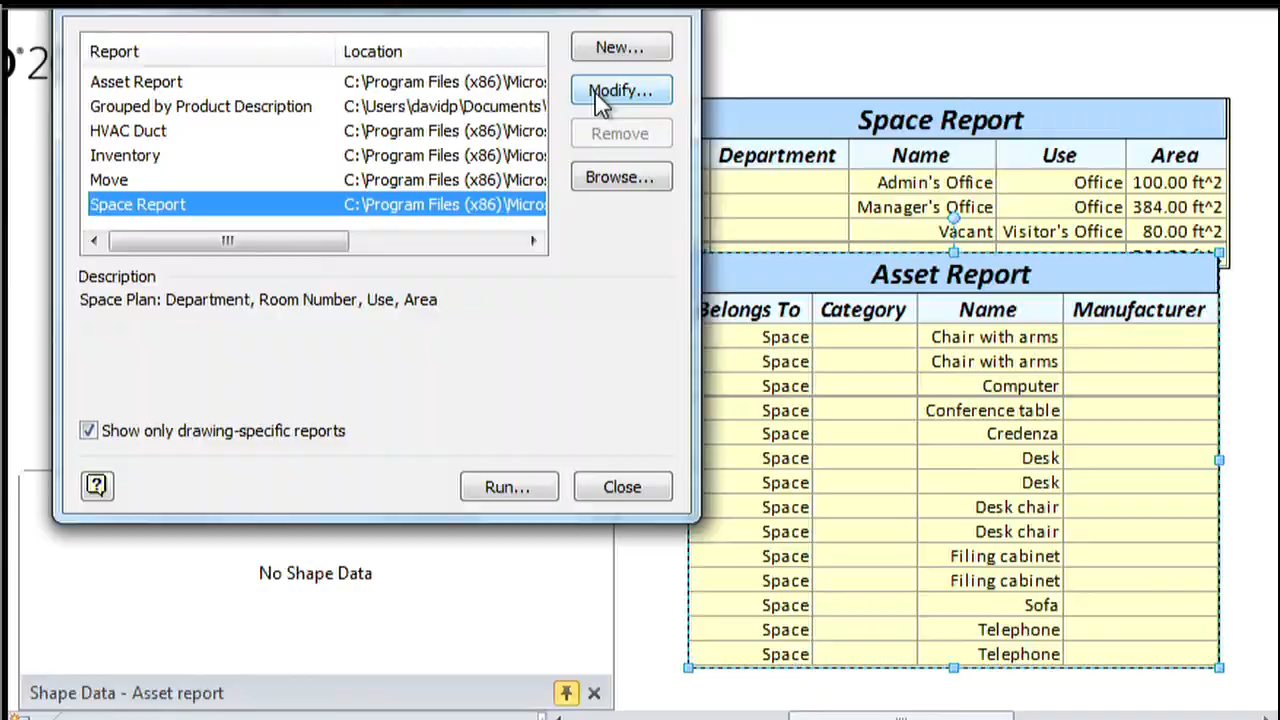 2
Report Location
Asset Report C:\Program Files (x86)\Micros
Grouped by Product Description C:\Users\davidp\Documents\
HVAC Duct C:\Program Files (x86)\Micros
Inventory C:\Program Files (x86)\Micros
Move C:\Program Files (x86)\Micros
Space Report C:\Program Files (x86)\Micros
New...
Modify...
Remove
Browse...
Description
Space Plan: Department, Room Number, Use, Area
Show only drawing-specific reports
Run... Close
No Shape Data
Shape Data - Asset report
Space Report
Department Name Use Area
Admin's Office Office 100.00 ft^2
Manager's Office Office 384.00 ft^2
Vacant Visitor's Office 80.00 ft^2
Asset Report
Belongs To Category Name Manufacturer
Space Chair with arms
Space Chair with arms
Space Computer
Space Conference table
Space Credenza
Space Desk
Space Desk
Space Desk chair
Space Desk chair
Space Filing cabinet
Space Filing cabinet
Space Sofa
Space Telephone
Space Telephone